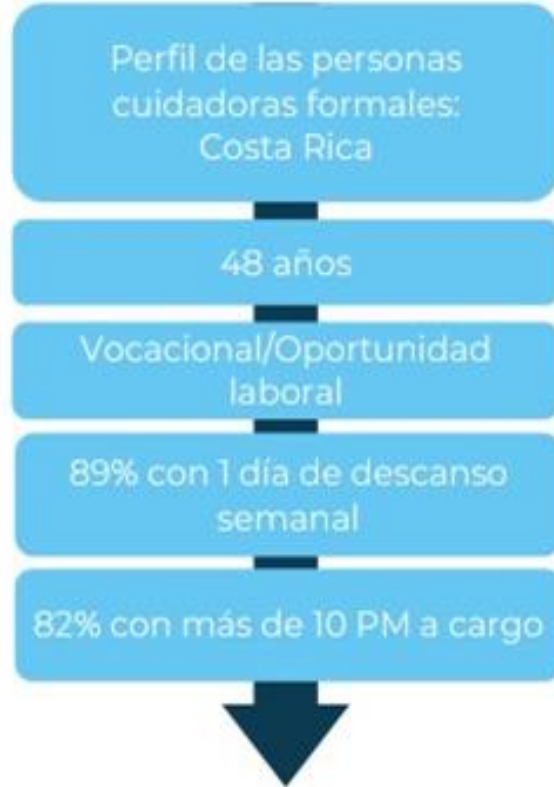 Perfil de las personas
cuidadoras formales:
Costa Rica
48 años
Vocacional/Oportunidad
laboral
89% con 1 día de descanso
semanal
82% con más de 10 PM a cargo